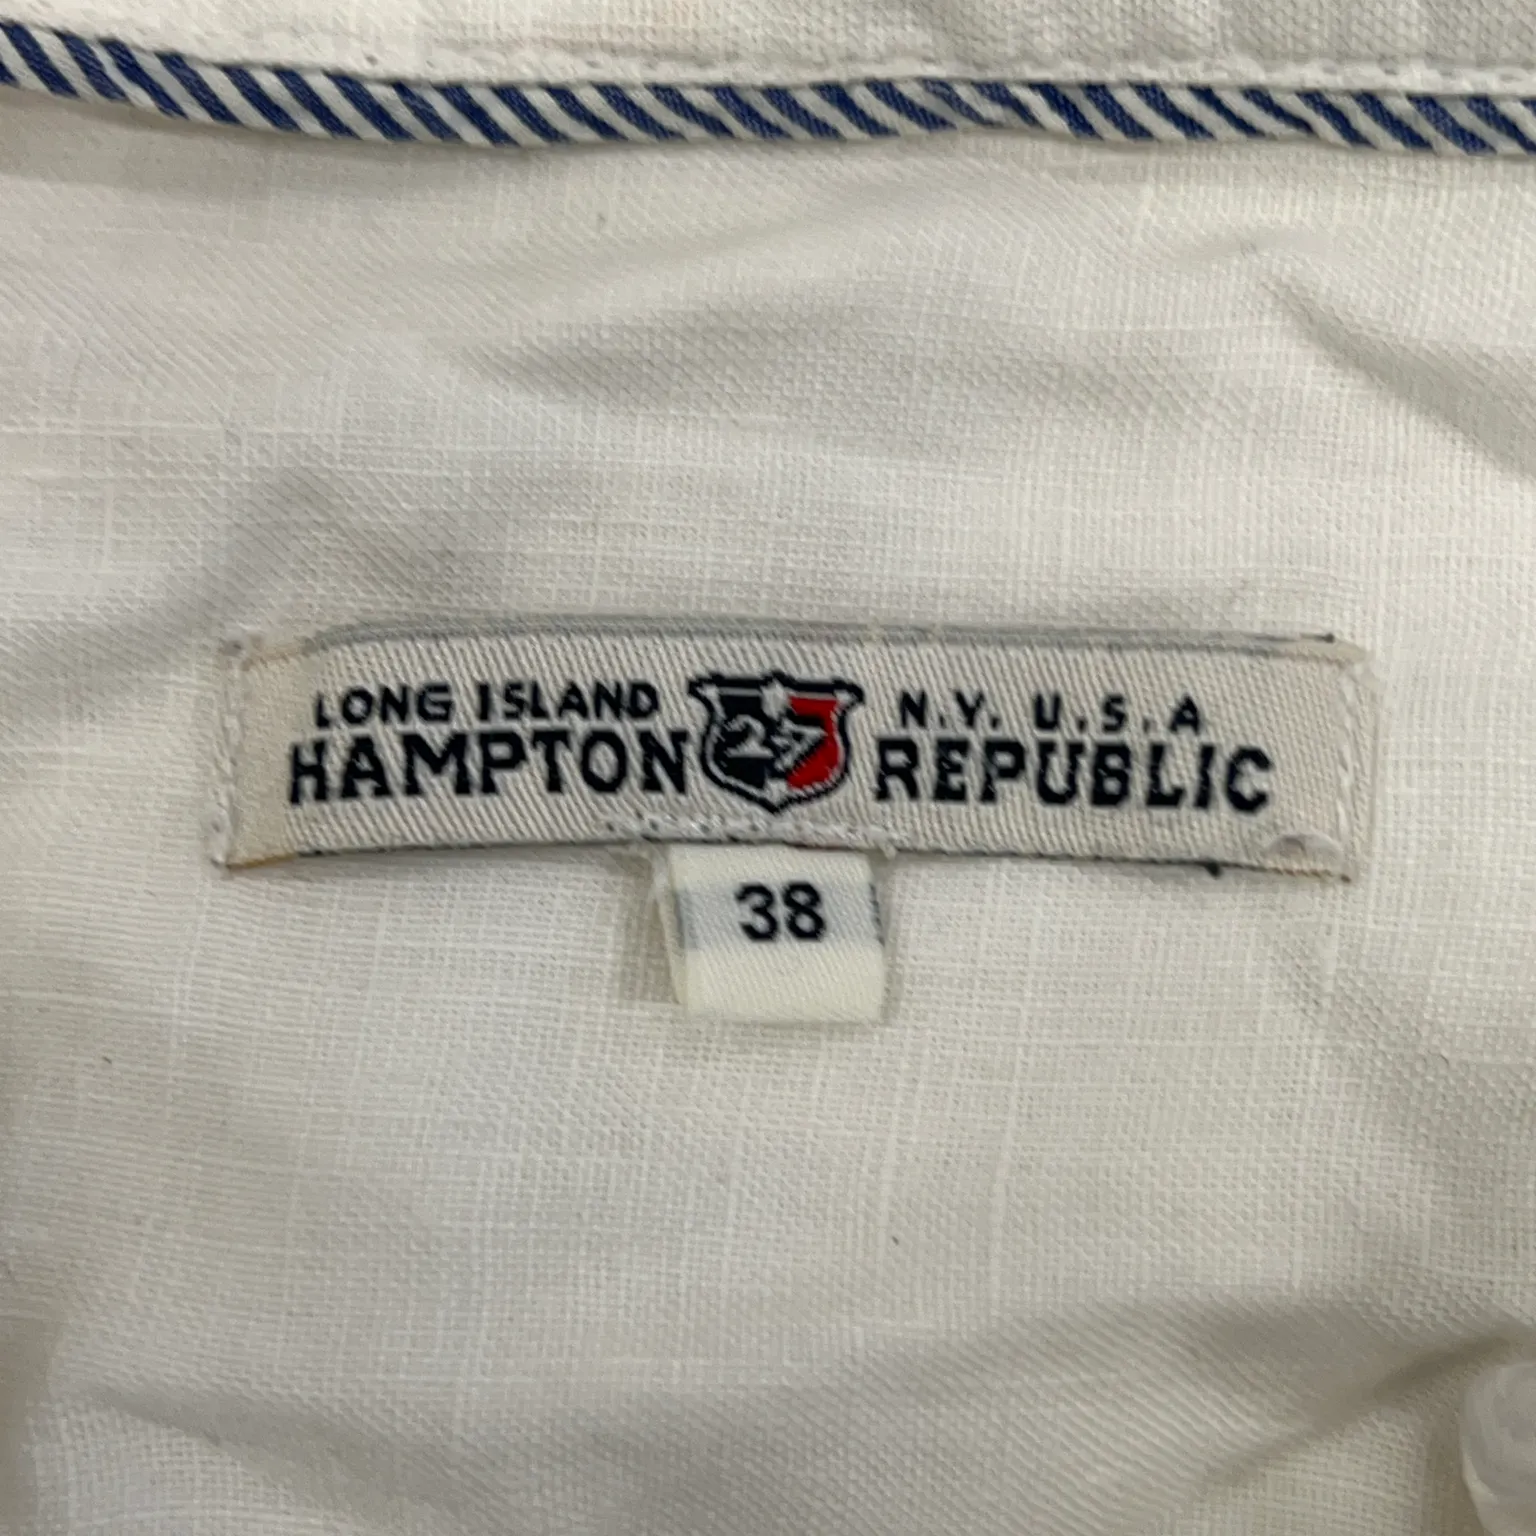 LONG ISLAND N.Y. U.S.A
HAMPTON 27 REPUBLIC
38